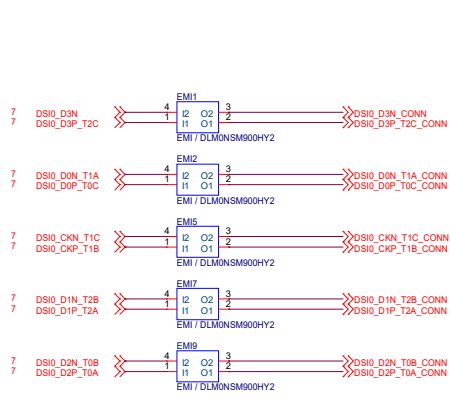 EMI1
7 DSI0_D3N 4 I2 O2 3 DSI0_D3N_CONN
7 DSI0_D3P_T2C 1 I1 O1 2 DSI0_D3P_T2C_CONN
EMI / DLM0NSM900HY2
EMI2
7 DSI0_D0N_T1A 4 I2 O2 3 DSI0_D0N_T1A_CONN
7 DSI0_D0P_T0C 1 I1 O1 2 DSI0_D0P_T0C_CONN
EMI / DLM0NSM900HY2
EMI5
7 DSI0_CKN_T1C 4 I2 O2 3 DSI0_CKN_T1C_CONN
7 DSI0_CKP_T1B 1 I1 O1 2 DSI0_CKP_T1B_CONN
EMI / DLM0NSM900HY2
EMI7
7 DSI0_D1N_T2B 4 I2 O2 3 DSI0_D1N_T2B_CONN
7 DSI0_D1P_T2A 1 I1 O1 2 DSI0_D1P_T2A_CONN
EMI / DLM0NSM900HY2
EMI9
7 DSI0_D2N_T0B 4 I2 O2 3 DSI0_D2N_T0B_CONN
7 DSI0_D2P_T0A 1 I1 O1 2 DSI0_D2P_T0A_CONN
EMI / DLM0NSM900HY2